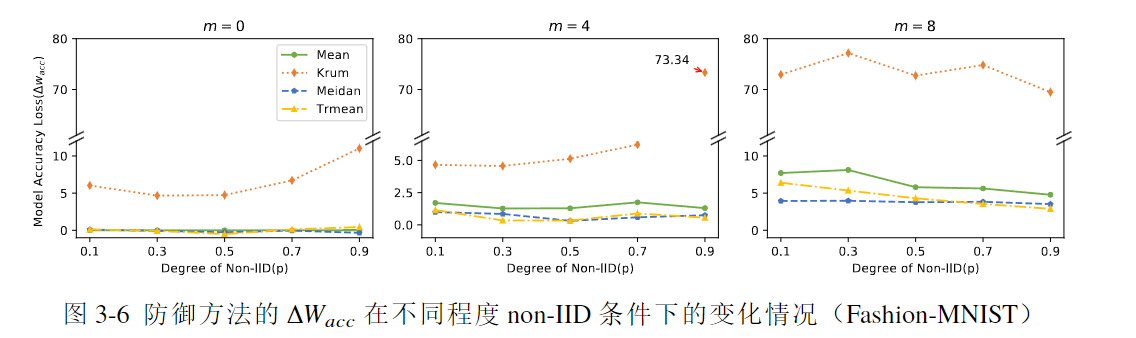 m = 0
m = 4
m = 8
Model Accuracy Loss(Δw_acc)
80
70
10
5
0
Mean
Krum
Meidan
Trmean
0.1 0.3 0.5 0.7 0.9
Degree of Non-IID(p)
80
70
5.0
2.5
0.0
73.34
0.1 0.3 0.5 0.7 0.9
Degree of Non-IID(p)
80
70
10
5
0
0.1 0.3 0.5 0.7 0.9
Degree of Non-IID(p)
图 3-6 防御方法的 ΔW_acc 在不同程度 non-IID 条件下的变化情况（Fashion-MNIST）